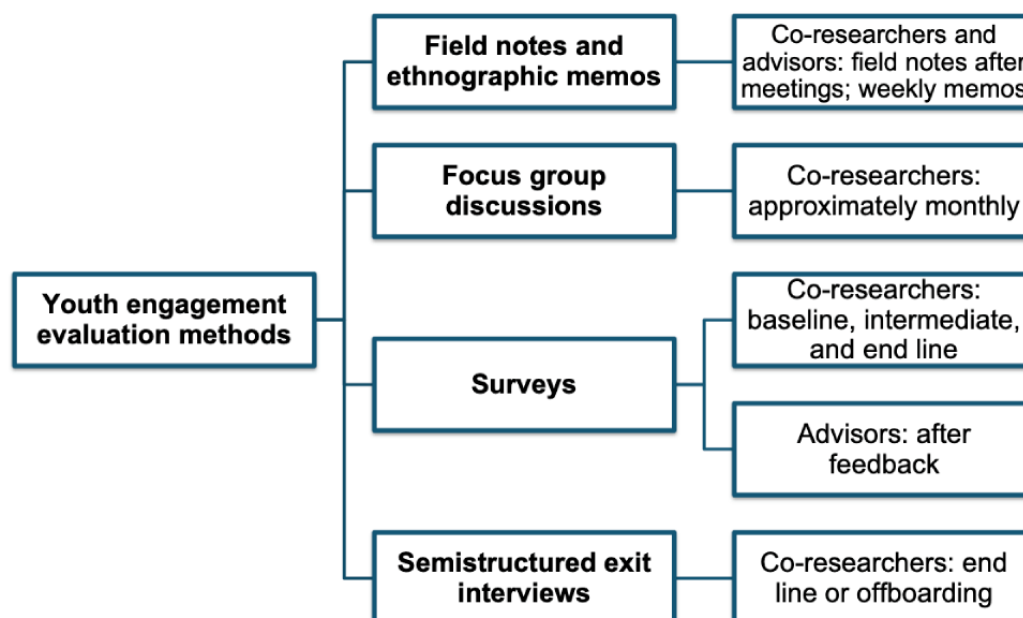 Youth engagement
evaluation methods
Field notes and
ethnographic memos
Co-researchers and
advisors: field notes after
meetings; weekly memos
Focus group
discussions
Co-researchers:
approximately monthly
Surveys
Co-researchers:
baseline, intermediate,
and end line
Advisors: after
feedback
Semistructured exit
interviews
Co-researchers: end
line or offboarding